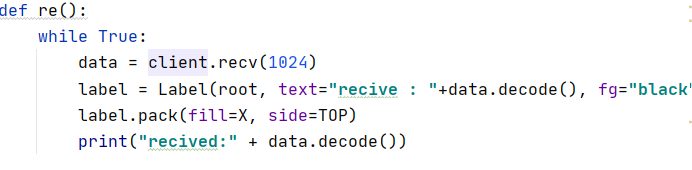 def re():
while True:
data = client.recv(1024)
label = Label(root, text="recive : "+data.decode(), fg="black"
label.pack(fill=X, side=TOP)
print("recived:" + data.decode())